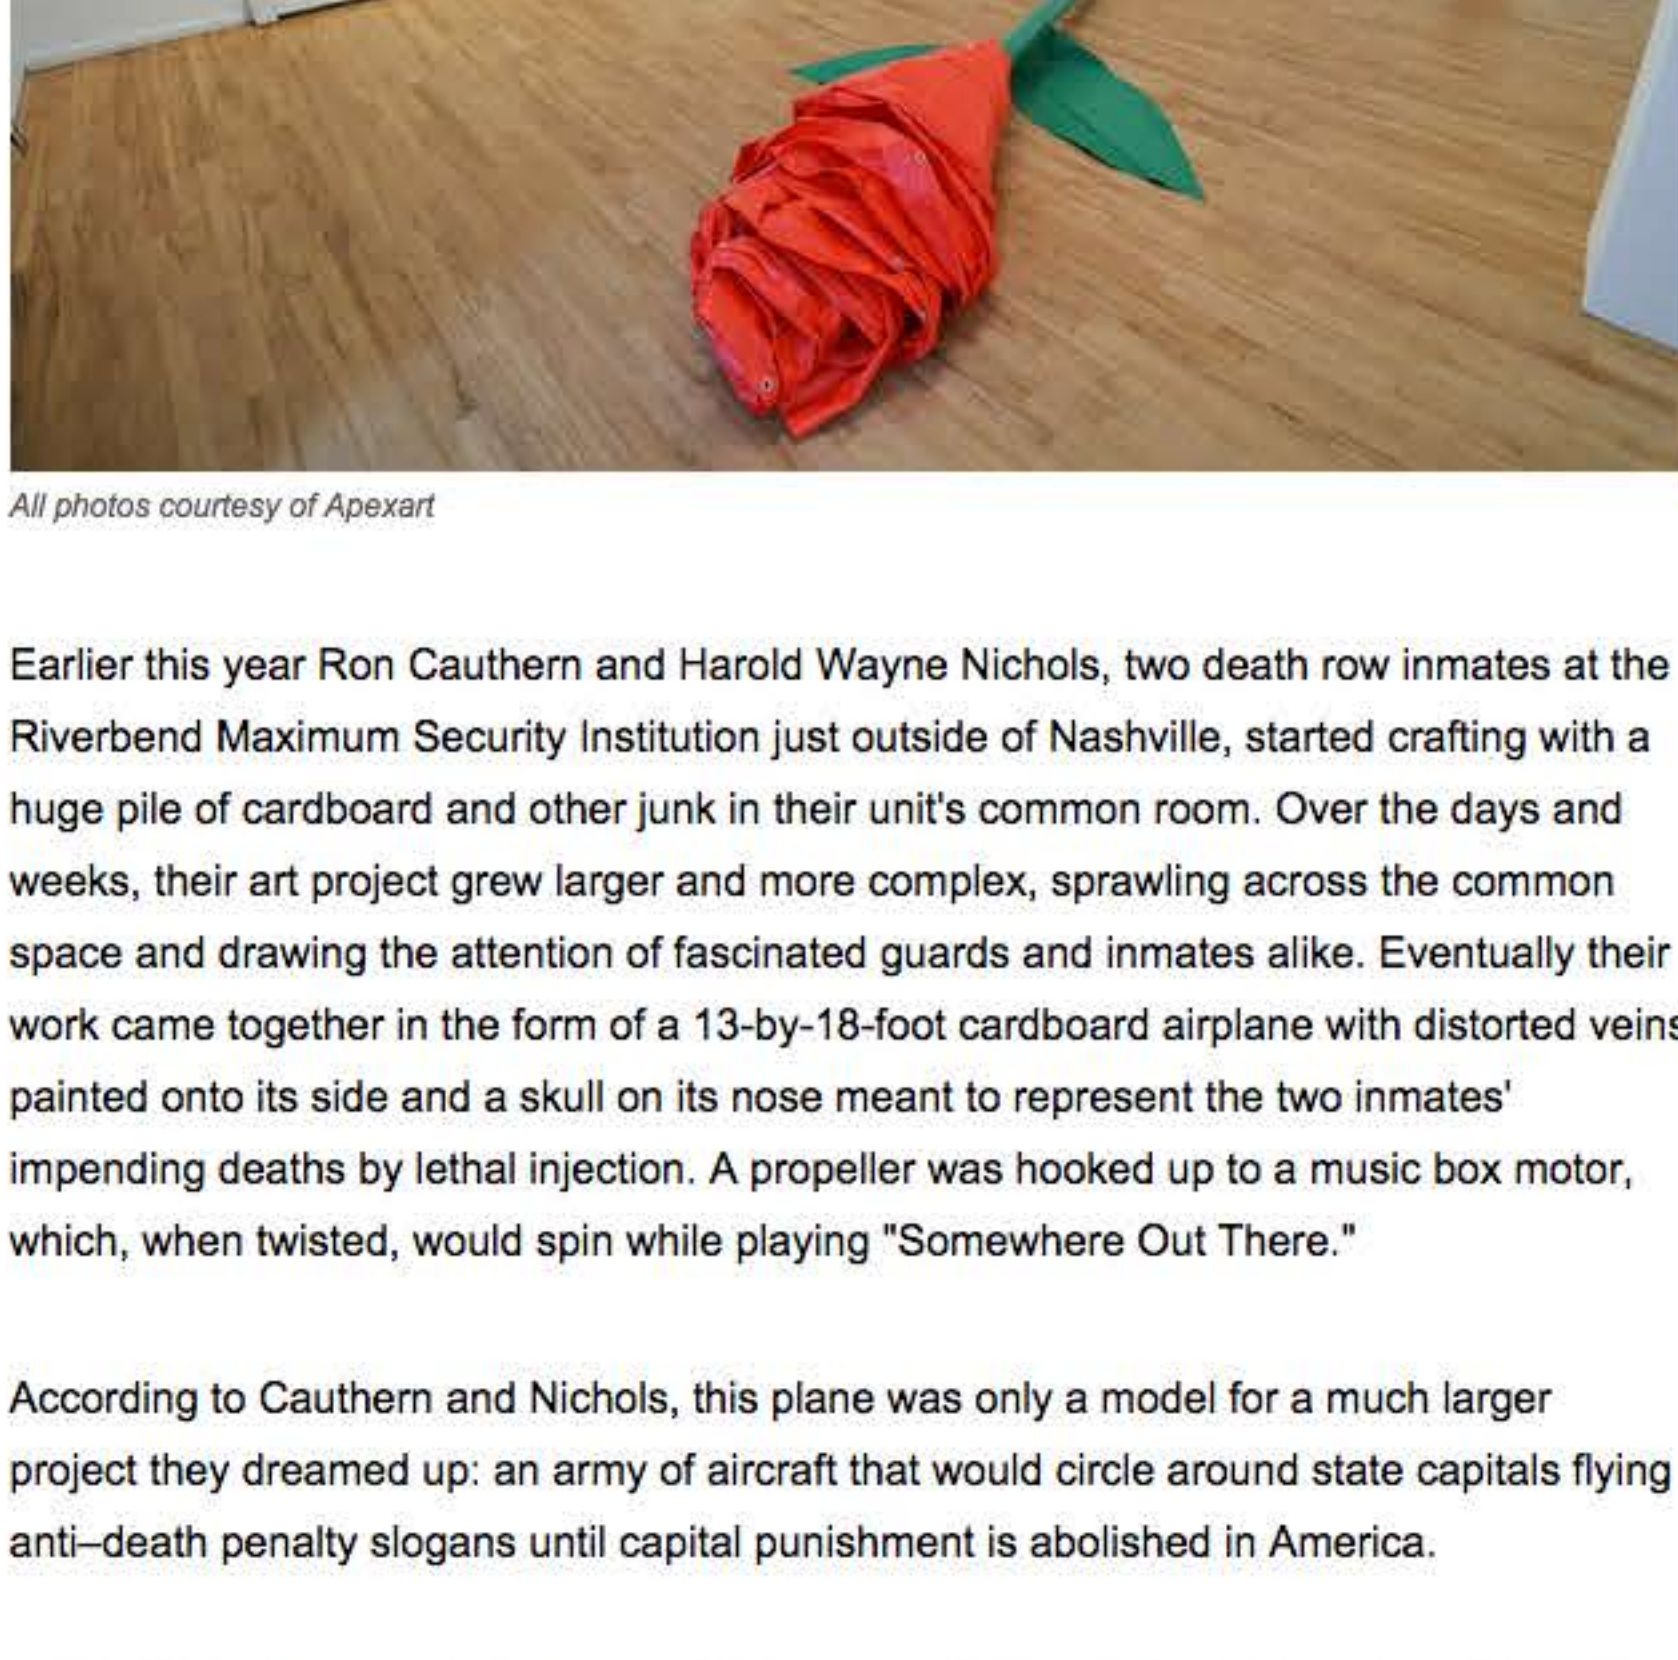 All photos courtesy of Apexart
Earlier this year Ron Cauthern and Harold Wayne Nichols, two death row inmates at the
Riverbend Maximum Security Institution just outside of Nashville, started crafting with a
huge pile of cardboard and other junk in their unit's common room. Over the days and
weeks, their art project grew larger and more complex, sprawling across the common
space and drawing the attention of fascinated guards and inmates alike. Eventually their
work came together in the form of a 13-by-18-foot cardboard airplane with distorted veins
painted onto its side and a skull on its nose meant to represent the two inmates'
impending deaths by lethal injection. A propeller was hooked up to a music box motor,
which, when twisted, would spin while playing "Somewhere Out There."
According to Cauthern and Nichols, this plane was only a model for a much larger
project they dreamed up: an army of aircraft that would circle around state capitals flying
anti–death penalty slogans until capital punishment is abolished in America.